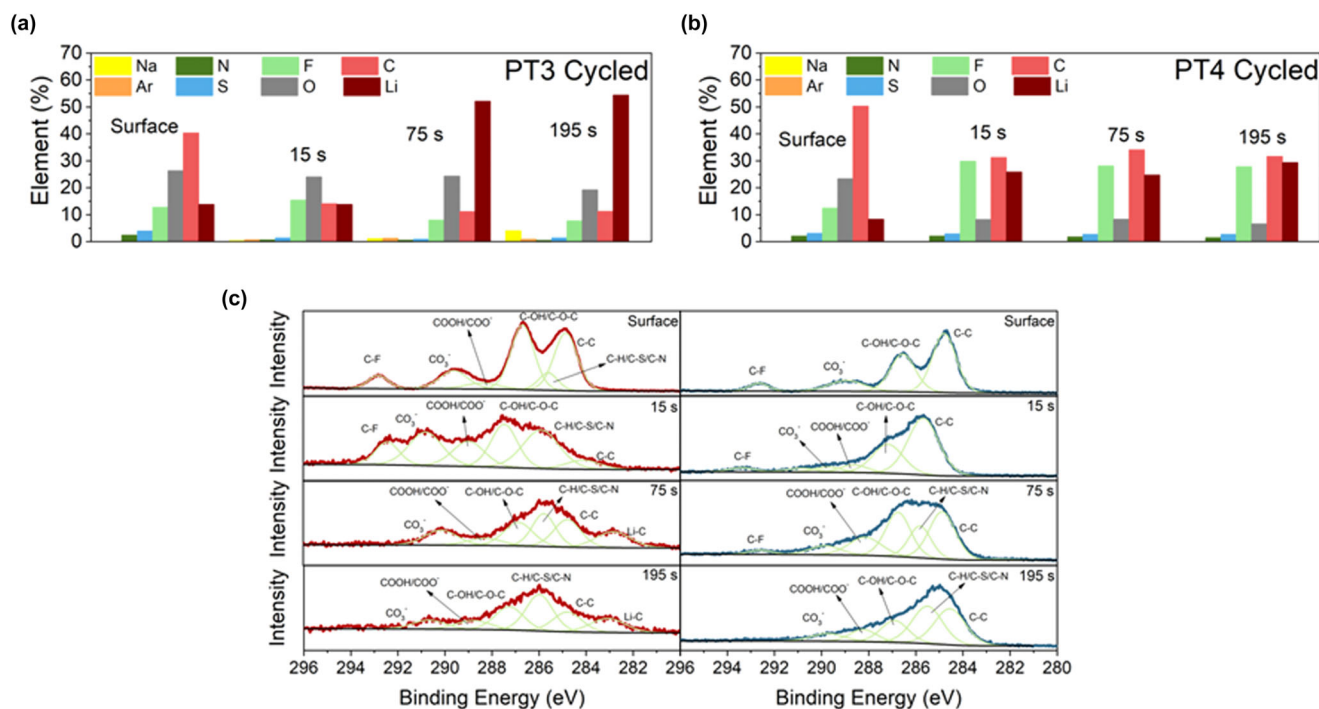 (a)
70
60
50
40
30
20
10
0
Element (%)
Na N F C
Ar S O Li
PT3 Cycled
Surface
15 s
75 s
195 s
(b)
70
60
50
40
30
20
10
0
Element (%)
Na N F C
Ar S O Li
PT4 Cycled
Surface
15 s
75 s
195 s
(c)
Intensity
C-F
CO3-
COOH/COO-
C-OH/C-O-C
C-C
C-H/C-S/C-N
Surface
C-F
CO3-
C-OH/C-O-C
C-C
Surface
Intensity
C-F
CO3-
COOH/COO-
C-OH/C-O-C
C-H/C-S/C-N
C-C
15 s
C-F
CO3-
COOH/COO-
C-OH/C-O-C
C-C
15 s
Intensity
CO3-
COOH/COO-
C-OH/C-O-C
C-H/C-S/C-N
C-C
Li-C
75 s
C-F
CO3-
COOH/COO-
C-OH/C-O-C
C-H/C-S/C-N
C-C
75 s
Intensity
CO3-
COOH/COO-
C-OH/C-O-C
C-H/C-S/C-N
C-C
Li-C
195 s
CO3-
COOH/COO-
C-OH/C-O-C
C-H/C-S/C-N
C-C
195 s
296 294 292 290 288 286 284 282 296 294 292 290 288 286 284 282 280
Binding Energy (eV) Binding Energy (eV)